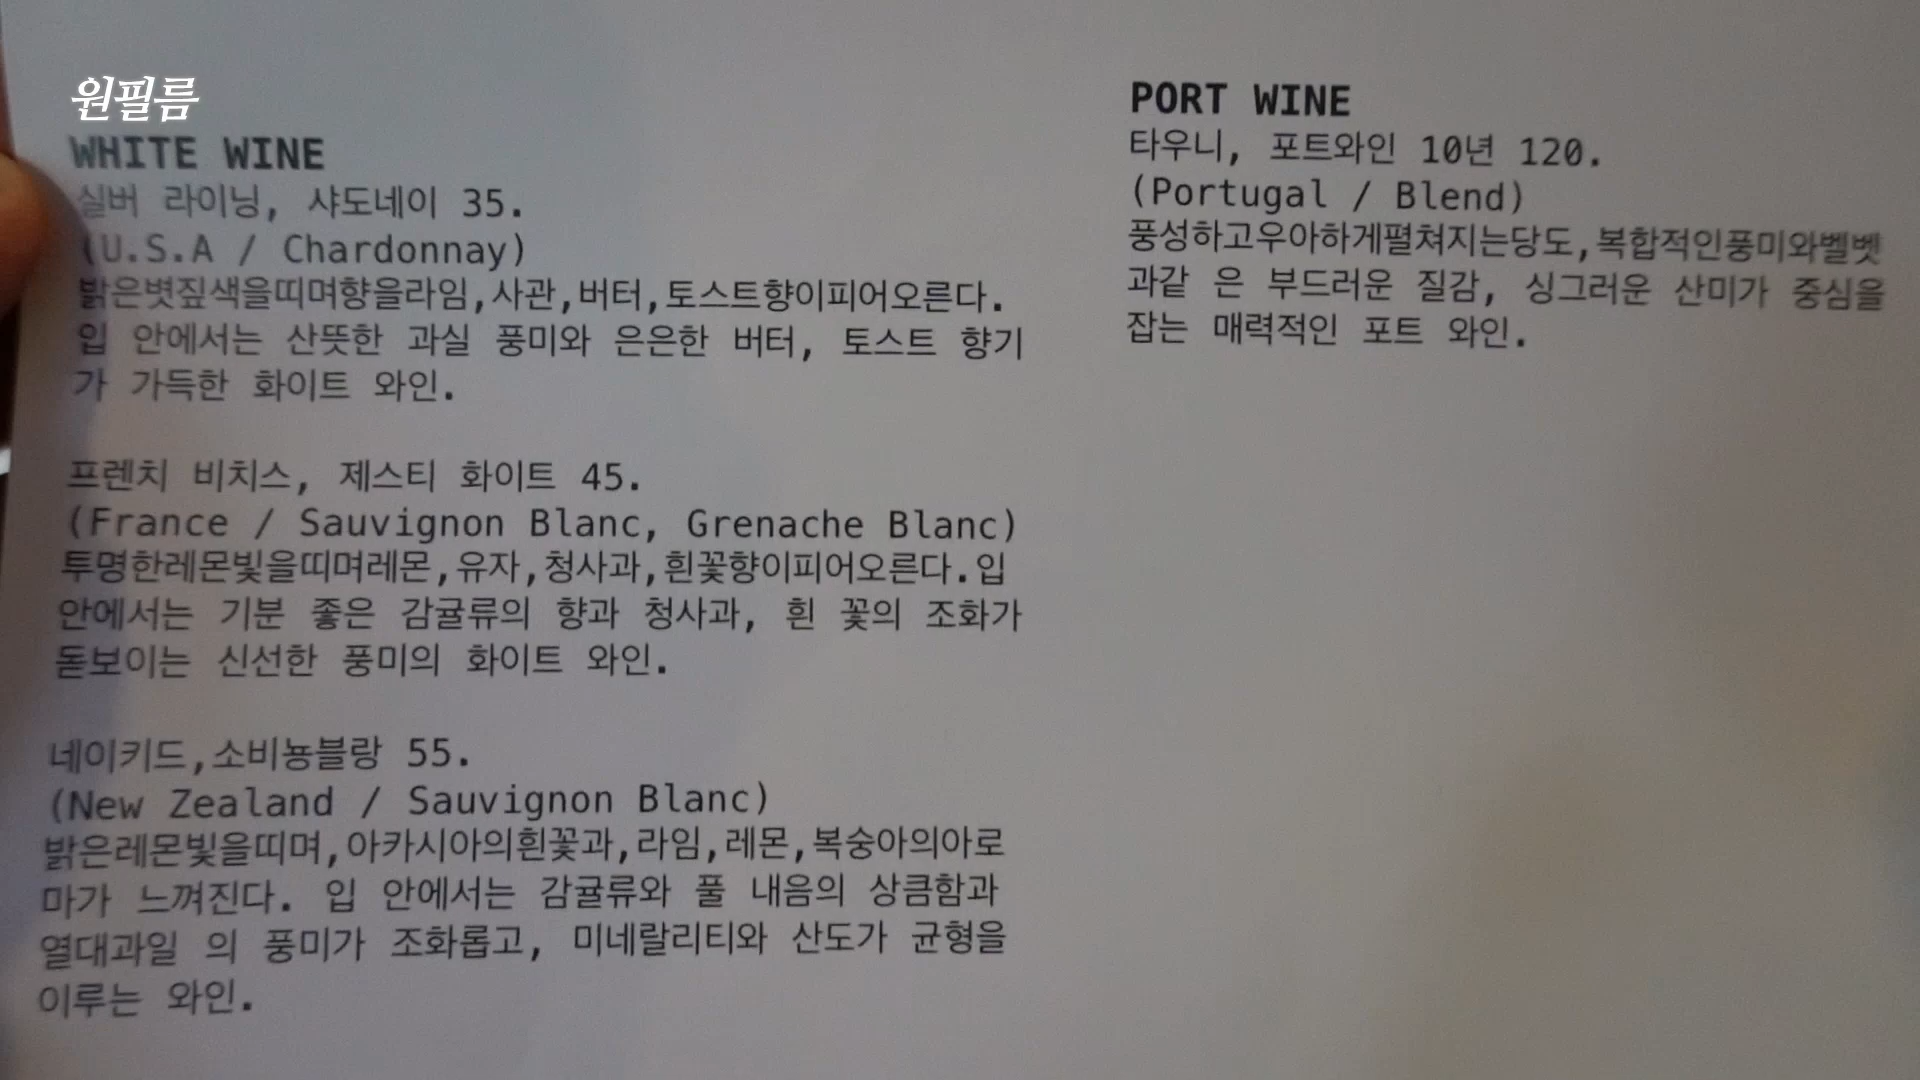 원필름
WHITE WINE
실버 라이닝, 샤도네이 35.
(U.S.A / Chardonnay)
밝은볏짚색을띠며향을라임,사관,버터,토스트향이피어오른다.
입 안에서는 산뜻한 과실 풍미와 은은한 버터, 토스트 향기
가 가득한 화이트 와인.
프렌치 비치스, 제스티 화이트 45.
(France / Sauvignon Blanc, Grenache Blanc)
투명한레몬빛을띠며레몬,유자,청사과,흰꽃향이피어오른다.입
안에서는 기분 좋은 감귤류의 향과 청사과, 흰 꽃의 조화가
돋보이는 신선한 풍미의 화이트 와인.
네이키드,소비뇽블랑 55.
(New Zealand / Sauvignon Blanc)
밝은레몬빛을띠며,아카시아의흰꽃과,라임,레몬,복숭아의아로
마가 느껴진다. 입 안에서는 감귤류와 풀 내음의 상큼함과
열대과일 의 풍미가 조화롭고, 미네랄리티와 산도가 균형을
이루는 와인.
PORT WINE
타우니, 포트와인 10년 120.
(Portugal / Blend)
풍성하고우아하게펼쳐지는당도,복합적인풍미와벨벳
과같 은 부드러운 질감, 싱그러운 산미가 중심을
잡는 매력적인 포트 와인.